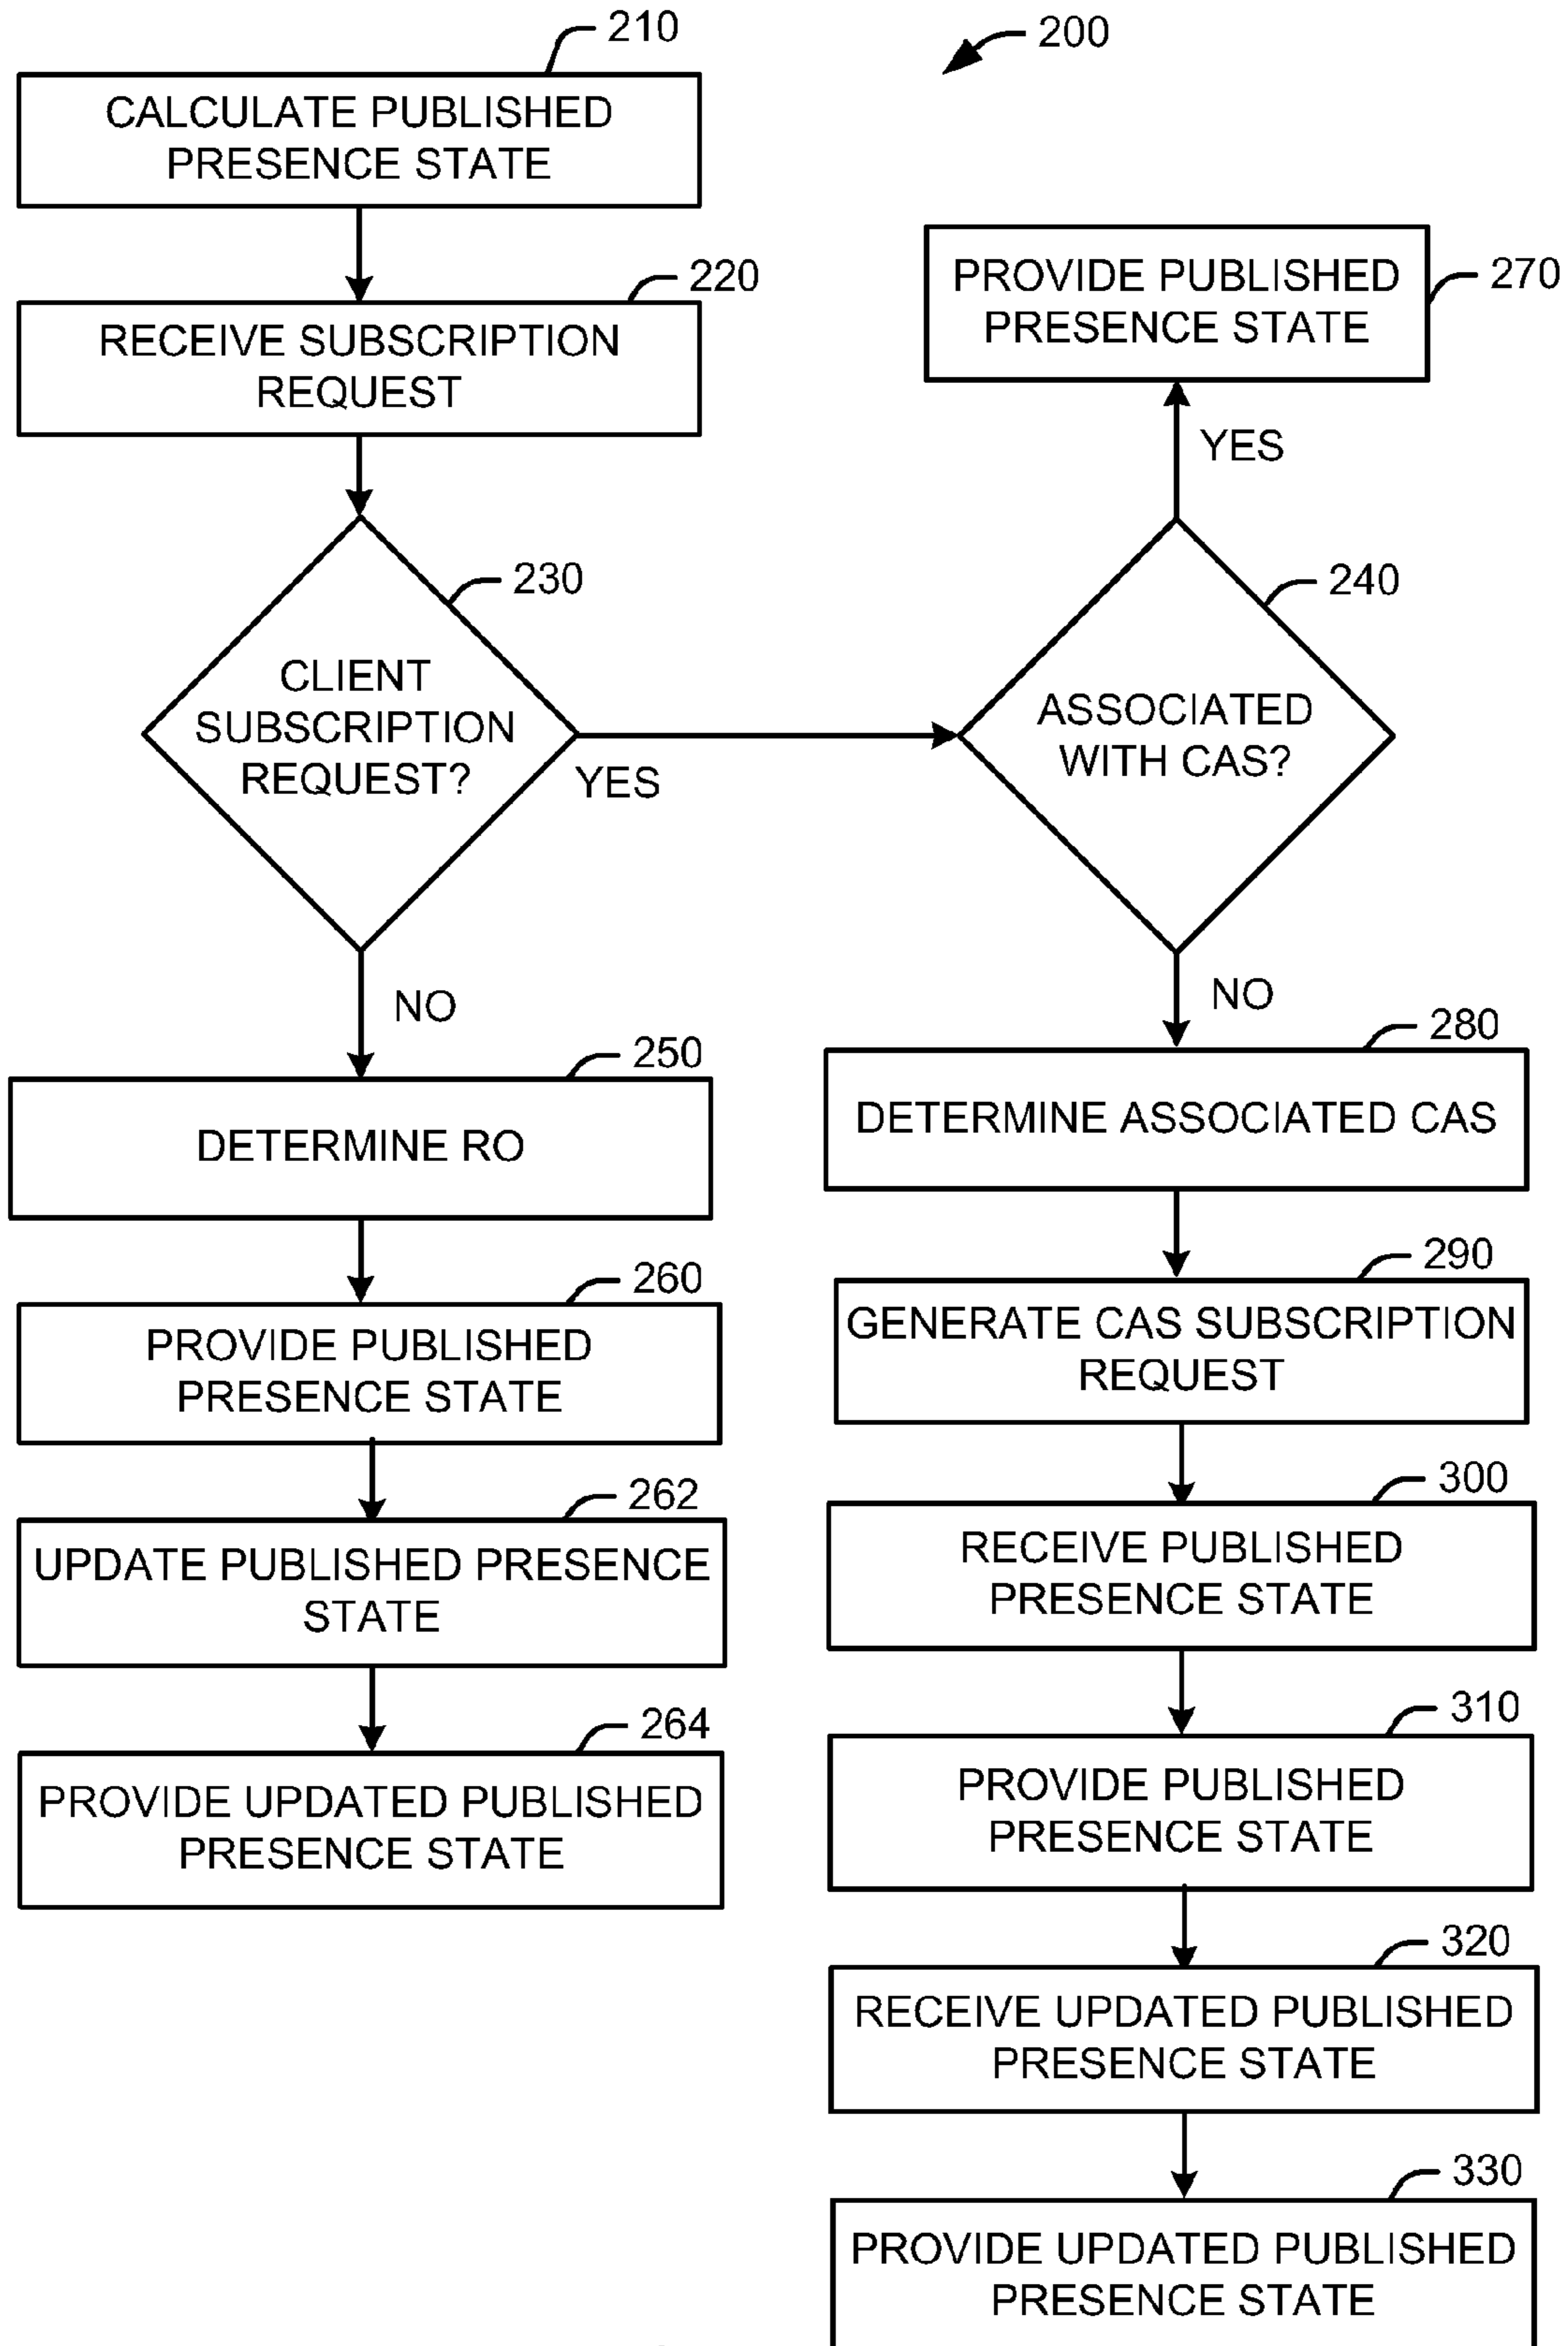 210
200
CALCULATE PUBLISHED
PRESENCE STATE
220
RECEIVE SUBSCRIPTION
REQUEST
PROVIDE PUBLISHED
PRESENCE STATE
270
YES
230
CLIENT
SUBSCRIPTION
REQUEST?
YES
240
ASSOCIATED
WITH CAS?
NO
250
DETERMINE RO
260
PROVIDE PUBLISHED
PRESENCE STATE
262
UPDATE PUBLISHED PRESENCE
STATE
264
PROVIDE UPDATED PUBLISHED
PRESENCE STATE
NO
280
DETERMINE ASSOCIATED CAS
290
GENERATE CAS SUBSCRIPTION
REQUEST
300
RECEIVE PUBLISHED
PRESENCE STATE
310
PROVIDE PUBLISHED
PRESENCE STATE
320
RECEIVE UPDATED PUBLISHED
PRESENCE STATE
330
PROVIDE UPDATED PUBLISHED
PRESENCE STATE